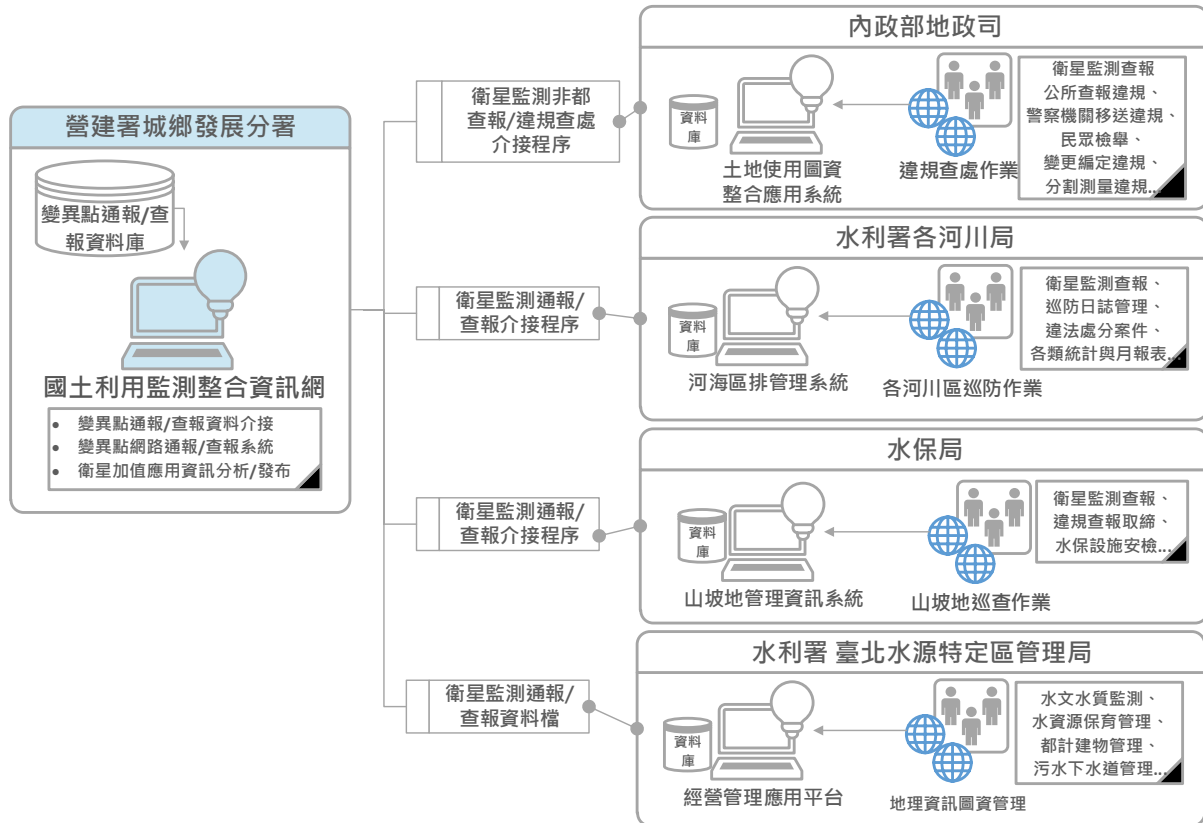 營建署城鄉發展分署
變異點通報/查
報資料庫
國土利用監測整合資訊網
• 變異點通報/查報資料介接
• 變異點網路通報/查報系統
• 衛星加值應用資訊分析/發布
衛星監測非都
查報/違規查處
介接程序
內政部地政司
資料
庫
土地使用圖資
整合應用系統
違規查處作業
衛星監測查報
公所查報違規、
警察機關移送違規、
民眾檢舉、
變更編定違規、
分割測量違規...
衛星監測通報/
查報介接程序
水利署各河川局
資料
庫
河海區排管理系統
各河川區巡防作業
衛星監測查報、
巡防日誌管理、
違法處分案件、
各類統計與月報表...
衛星監測通報/
查報介接程序
水保局
資料
庫
山坡地管理資訊系統
山坡地巡查作業
衛星監測查報、
違規查報取締、
水保設施安檢...
衛星監測通報/
查報資料檔
水利署 臺北水源特定區管理局
資料
庫
經營管理應用平台
地理資訊圖資管理
水文水質監測、
水資源保育管理、
都計建物管理、
污水下水道管理...